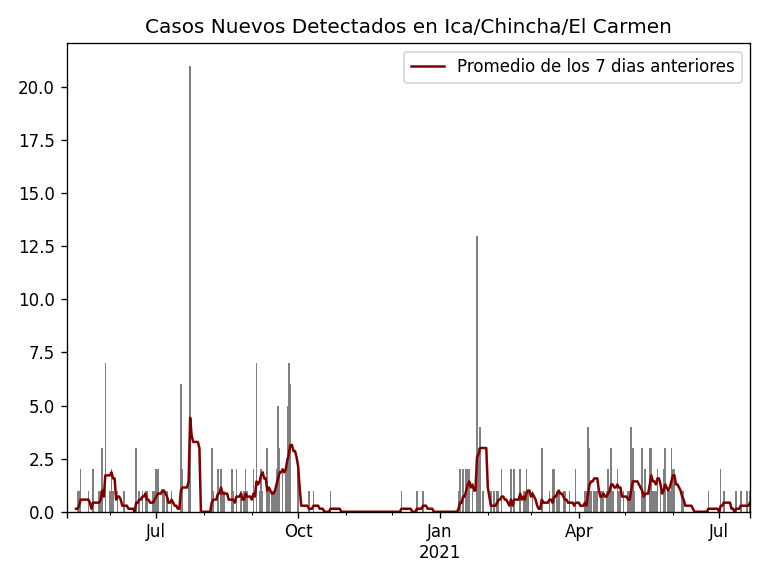 Casos Nuevos Detectados en Ica/Chincha/El Carmen
Promedio de los 7 dias anteriores
20.0
17.5
15.0
12.5
10.0
7.5
5.0
2.5
0.0
Jul
Oct
Jan
2021
Apr
Jul